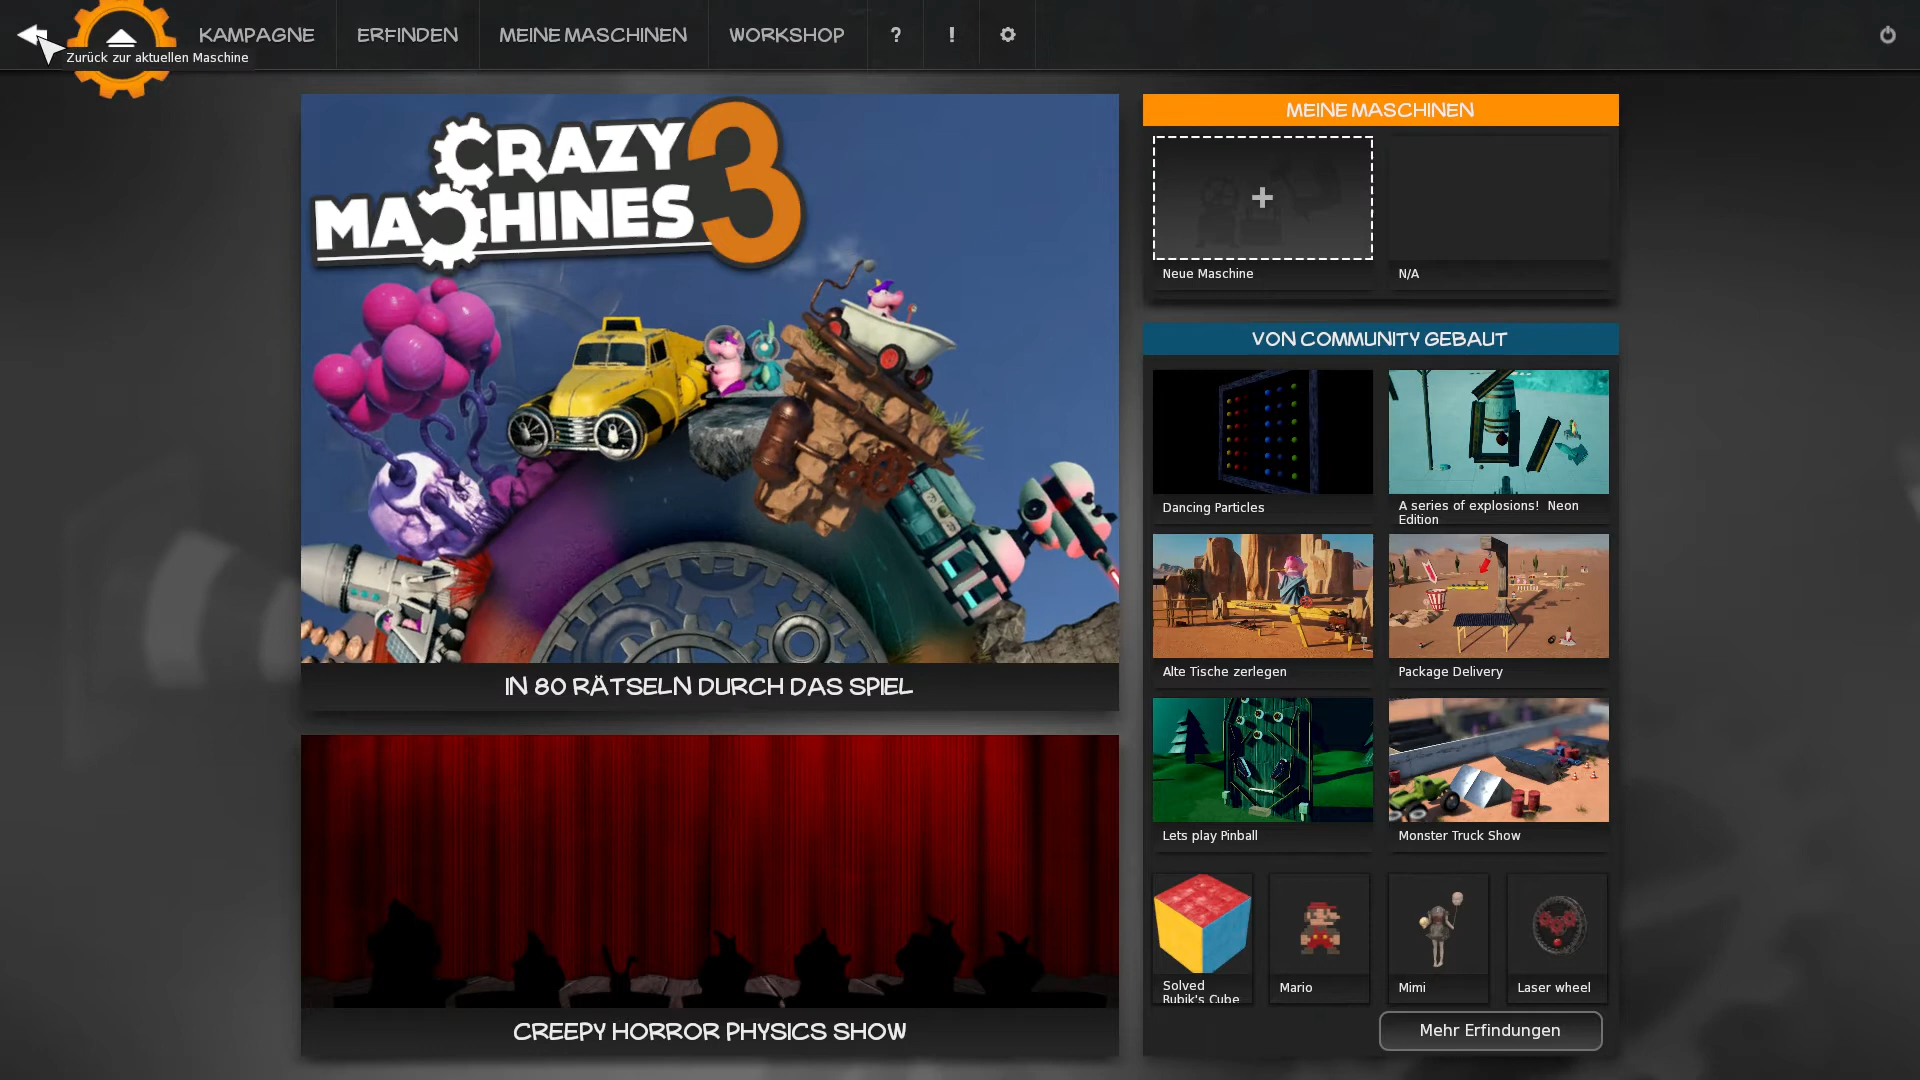 KAMPAGNE
ERFINDEN
MEINE MASCHINEN
WORKSHOP
?
!
Zurück zur aktuellen Maschine
CRAZY
MACHINES 3
IN 80 RÄTSELN DURCH DAS SPIEL
CREEPY HORROR PHYSICS SHOW
MEINE MASCHINEN
Neue Maschine
N/A
VON COMMUNITY GEBAUT
Dancing Particles
A series of explosions! Neon
Edition
Alte Tische zerlegen
Package Delivery
Lets play Pinball
Monster Truck Show
Solved
Rubik's Cube
Mario
Mimi
Laser wheel
Mehr Erfindungen